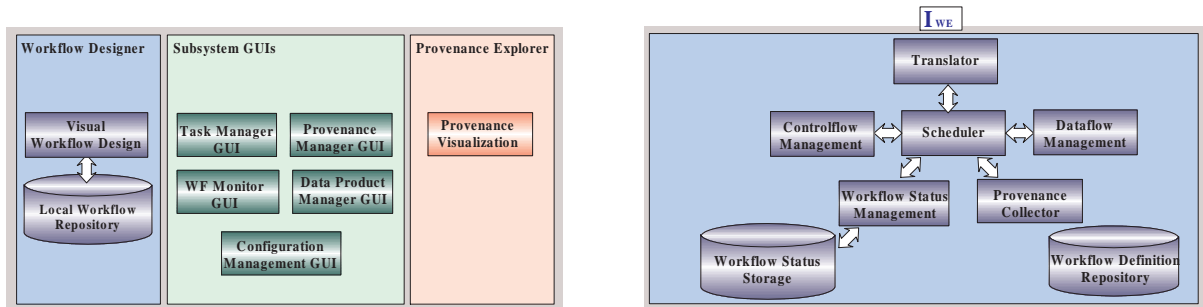 Workflow Designer
Subsystem GUIs
Provenance Explorer
Visual
Workflow Design
Local Workflow
Repository
Task Manager
GUI
Provenance
Manager GUI
WF Monitor
GUI
Data Product
Manager GUI
Configuration
Management GUI
Provenance
Visualization
I WE
Translator
Controlflow
Management
Scheduler
Dataflow
Management
Workflow Status
Management
Provenance
Collector
Workflow Status
Storage
Workflow Definition
Repository